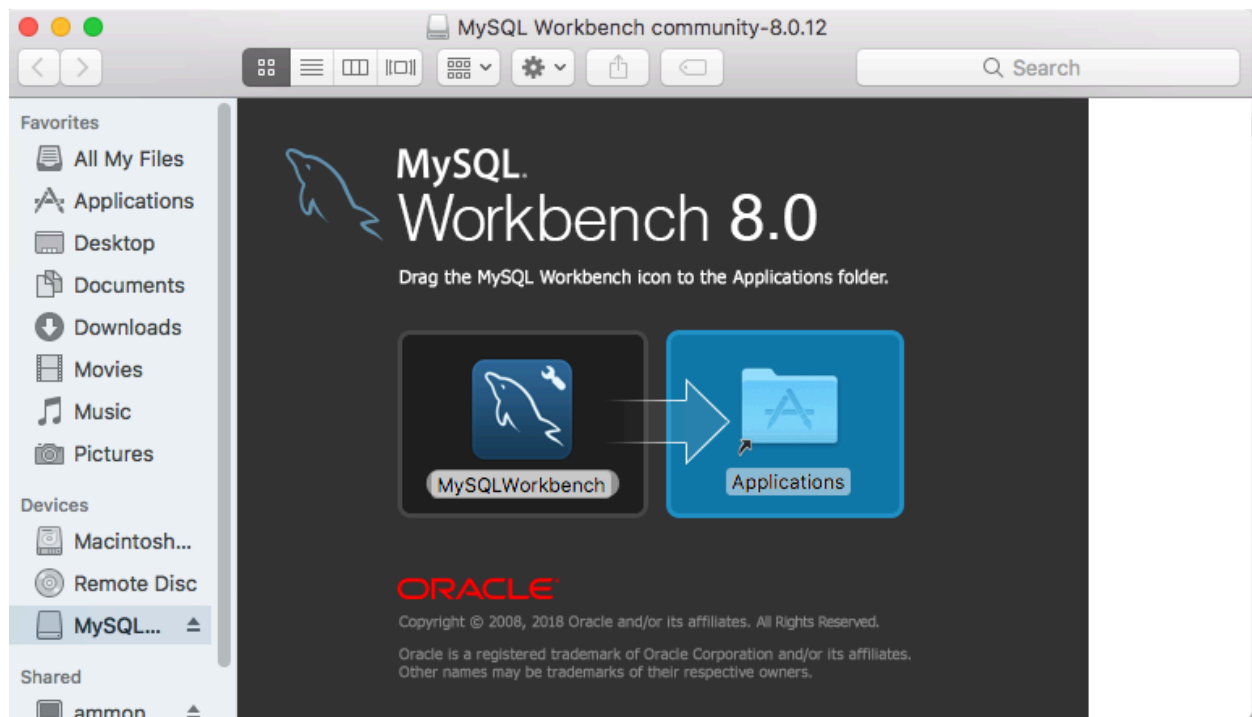 MySQL Workbench community-8.0.12
Search
Favorites
All My Files
Applications
Desktop
Documents
Downloads
Movies
Music
Pictures
Devices
Macintosh...
Remote Disc
MySQL...
Shared
ammon
MySQL.
Workbench 8.0
Drag the MySQL Workbench icon to the Applications folder.
MySQLWorkbench
Applications
ORACLE
Copyright © 2008, 2018 Oracle and/or its affiliates. All Rights Reserved.
Oracle is a registered trademark of Oracle Corporation and/or its affiliates.
Other names may be trademarks of their respective owners.